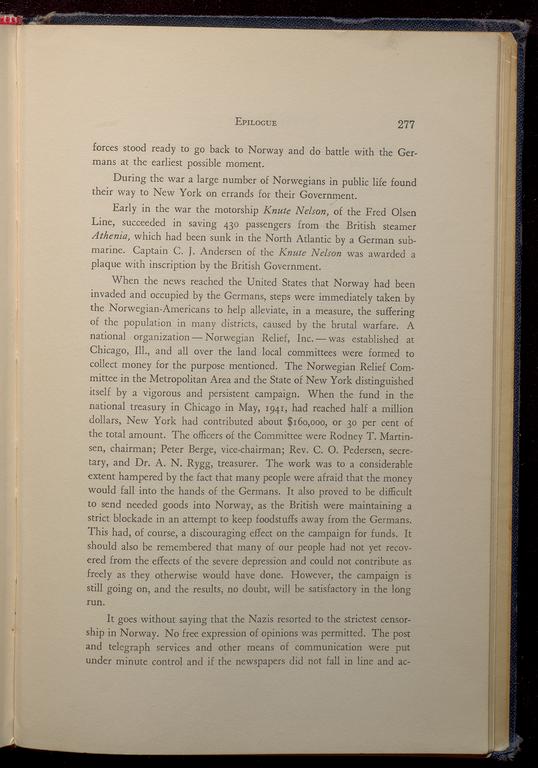 EPILOGUE 277
forces stood ready to go back to Norway and do battle with the Ger-
mans at the earliest possible moment.
During the war a large number of Norwegians in public life found
their way to New York on errands for their Government.
Early in the war the motorship Knute Nelson, of the Fred Olsen
Line, succeeded in saving 430 passengers from the British steamer
Athenia, which had been sunk in the North Atlantic by a German sub-
marine. Captain C. J. Andersen of the Knute Nelson was awarded a
plaque with inscription by the British Government.
When the news reached the United States that Norway had been
invaded and occupied by the Germans, steps were immediately taken by
the Norwegian-Americans to help alleviate, in a measure, the suffering
of the population in many districts, caused by the brutal warfare. A
national organization — Norwegian Relief, Inc. — was established at
Chicago, Ill., and all over the land local committees were formed to
collect money for the purpose mentioned. The Norwegian Relief Com-
mittee in the Metropolitan Area and the State of New York distinguished
itself by a vigorous and persistent campaign. When the fund in the
national treasury in Chicago in May, 1941, had reached half a million
dollars, New York had contributed about $160,000, or 30 per cent of
the total amount. The officers of the Committee were Rodney T. Martin-
sen, chairman; Peter Berge, vice-chairman; Rev. C. O. Pedersen, secre-
tary, and Dr. A. N. Rygg, treasurer. The work was to a considerable
extent hampered by the fact that many people were afraid that the money
would fall into the hands of the Germans. It also proved to be difficult
to send needed goods into Norway, as the British were maintaining a
strict blockade in an attempt to keep foodstuffs away from the Germans.
This had, of course, a discouraging effect on the campaign for funds. It
should also be remembered that many of our people had not yet recov-
ered from the effects of the severe depression and could not contribute as
freely as they otherwise would have done. However, the campaign is
still going on, and the results, no doubt, will be satisfactory in the long
run.
It goes without saying that the Nazis resorted to the strictest censor-
ship in Norway. No free expression of opinions was permitted. The post
and telegraph services and other means of communication were put
under minute control and if the newspapers did not fall in line and ac-